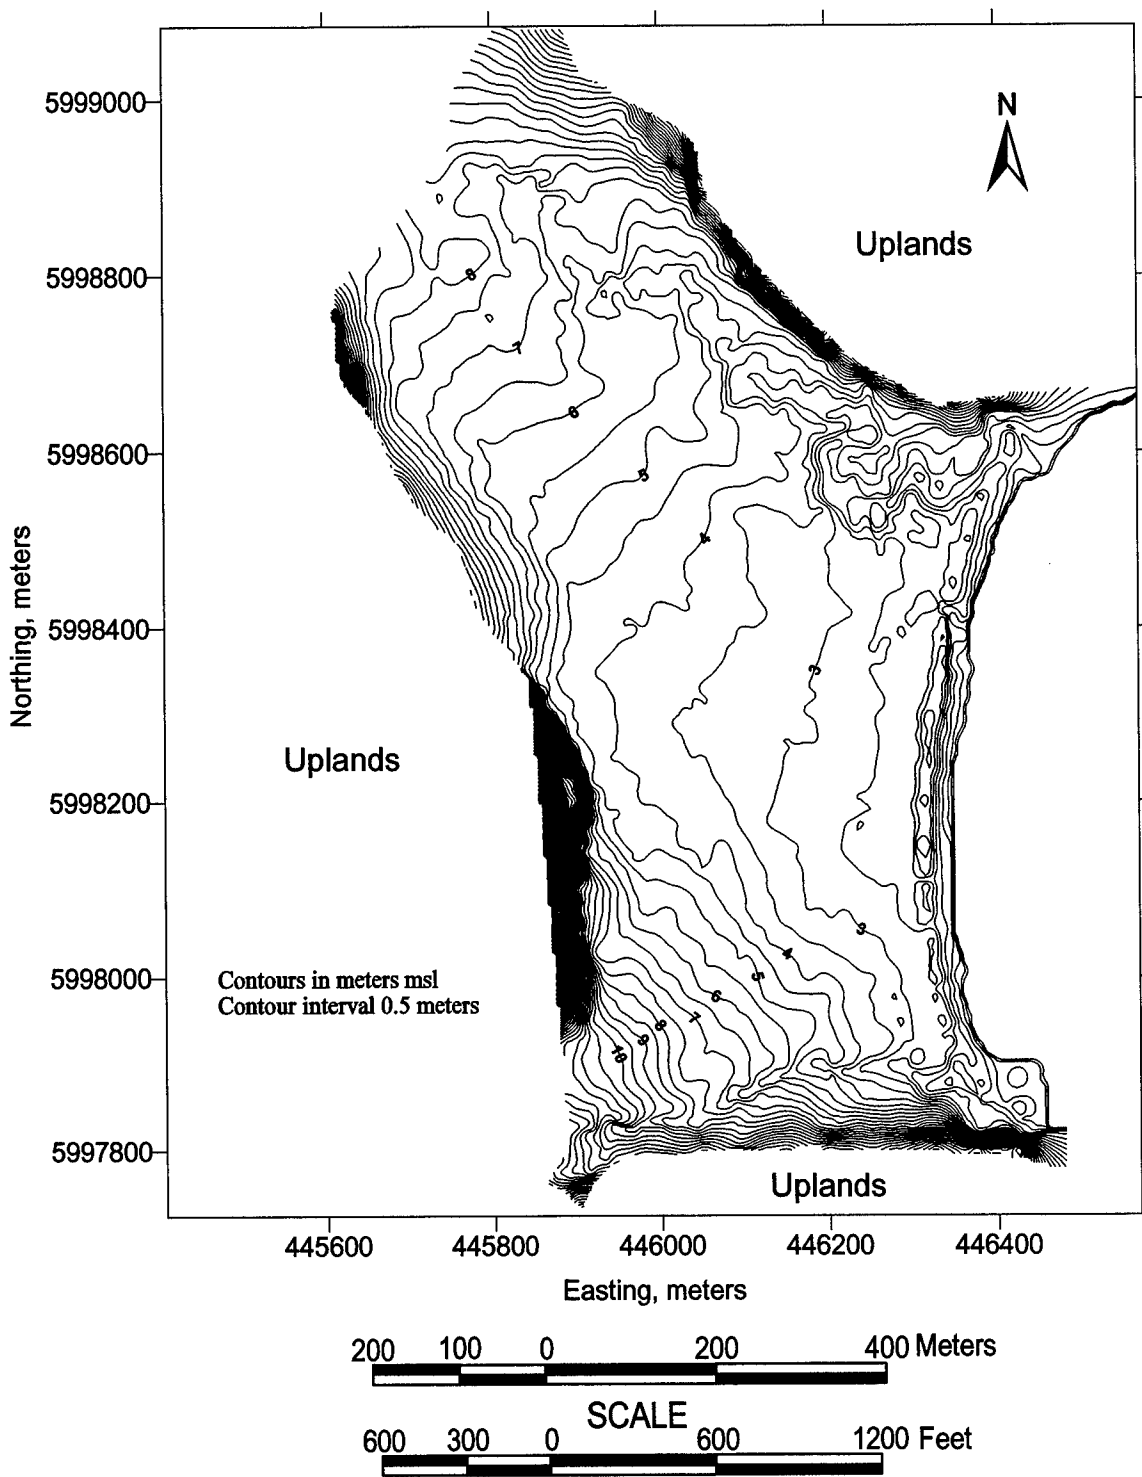 N
5999000
Uplands
5998800
8
7
6
5998600
5
4
Northing, meters
5998400
3
Uplands
5998200
3
4
5
5998000
Contours in meters msl
Contour interval 0.5 meters
6
7
8
9
10
5997800
Uplands
445600 445800 446000 446200 446400
Easting, meters
200 100 0 200 400 Meters
SCALE
600 300 0 600 1200 Feet